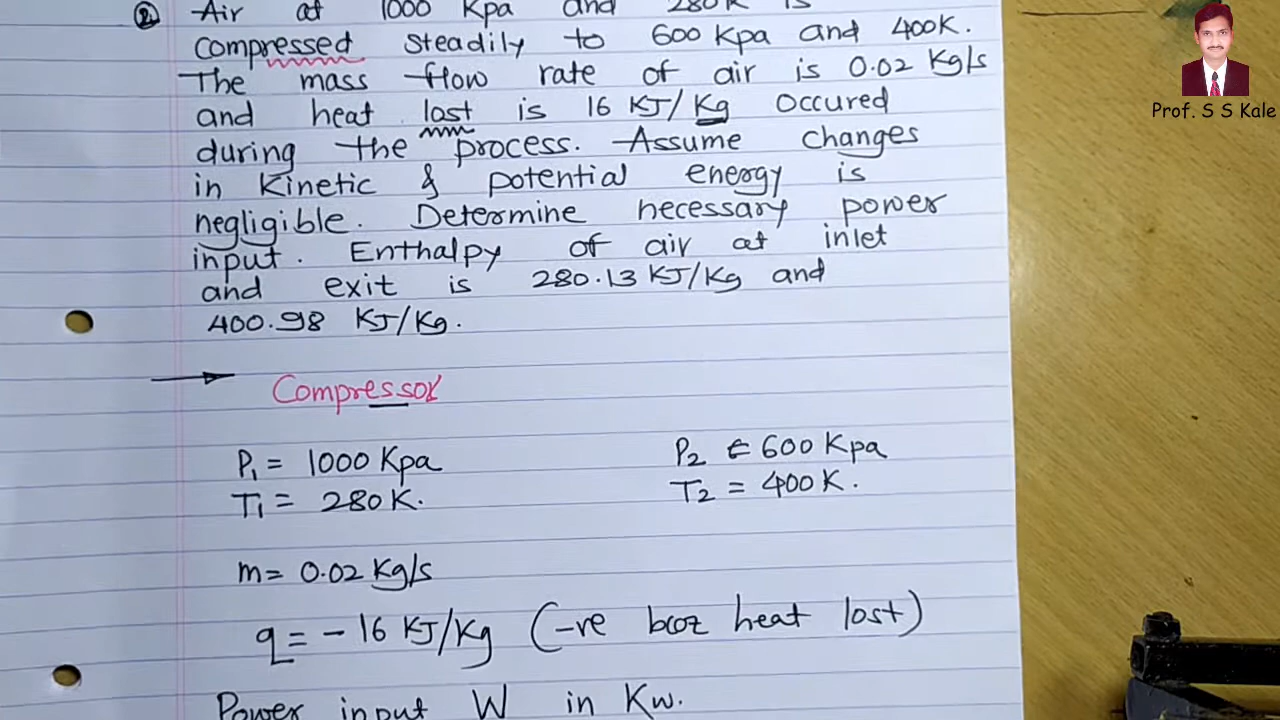 ② Air at 1000 Kpa and 280K is
compressed steadily to 600 Kpa and 400K.
The mass flow rate of air is 0.02 Kg/s
and heat lost is 16 KJ/Kg occured
during the process. Assume changes
in Kinetic & potential energy is
negligible. Determine necessary power
input. Enthalpy of air at inlet
and exit is 280.13 KJ/Kg and
400.98 KJ/Kg.
Compressor
P₁ = 1000 Kpa
P₂ = 600 Kpa
T₁ = 280 K.
T₂ = 400 K.
m = 0.02 Kg/s
q = - 16 KJ/Kg (-re bcoz heat lost)
Power input W in Kw.
Prof. S S Kale